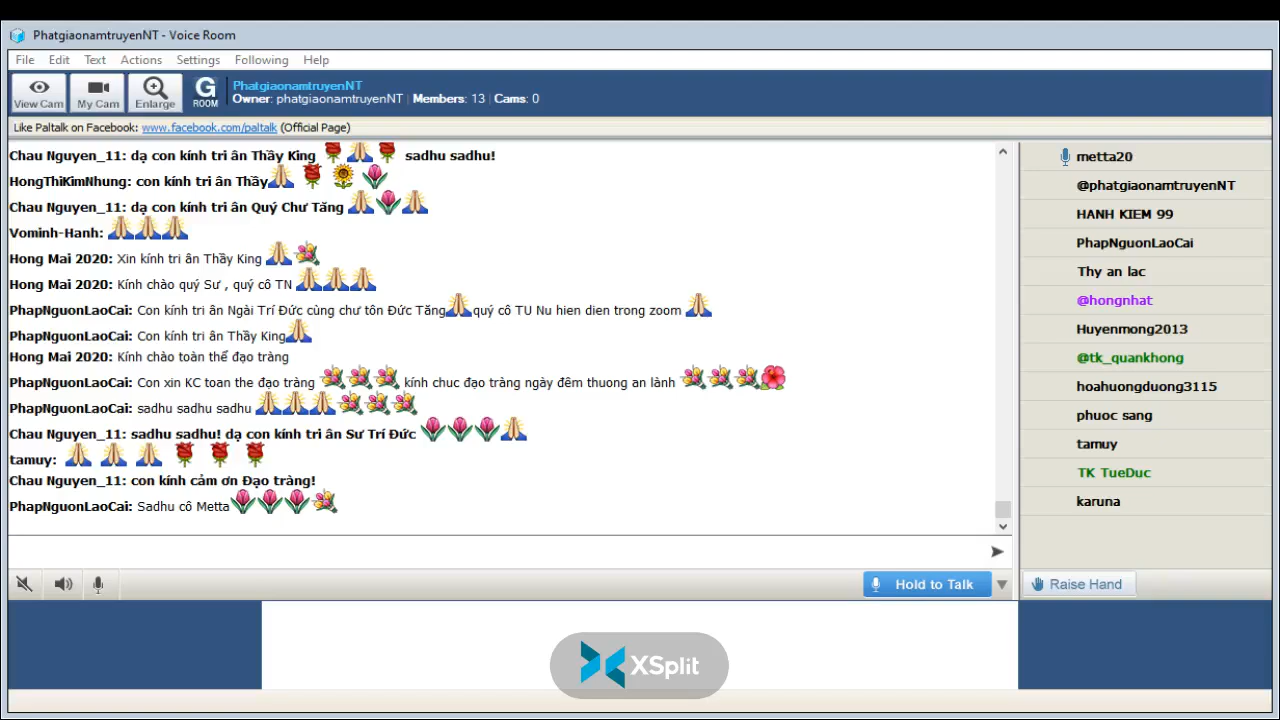 PhatgiaonamtruyenNT - Voice Room
File Edit Text Actions Settings Following Help
View Cam My Cam Enlarge G ROOM
PhatgiaonamtruyenNT
Owner: phatgiaonamtruyenNT | Members: 13 | Cams: 0
Like Paltalk on Facebook: www.facebook.com/paltalk (Official Page)
Chau Nguyen_11: dạ con kính tri ân Thầy King sadhu sadhu!
HongThiKimNhung: con kính tri ân Thầy
Chau Nguyen_11: dạ con kính tri ân Quý Chư Tăng
Vominh-Hanh:
Hong Mai 2020: Xin kính tri ân Thầy King
Hong Mai 2020: Kính chào quý Sư , quý cô TN
PhapNguonLaoCai: Con kính tri ân Ngài Trí Đức cùng chư tôn Đức Tăng quý cô TU Nu hien dien trong zoom
PhapNguonLaoCai: Con kính tri ân Thầy King
Hong Mai 2020: Kính chào toàn thể đạo tràng
PhapNguonLaoCai: Con xin KC toan the đạo tràng kính chuc đạo tràng ngày đêm thuong an lành
PhapNguonLaoCai: sadhu sadhu sadhu
Chau Nguyen_11: sadhu sadhu! dạ con kính tri ân Sư Trí Đức
tamuy:
Chau Nguyen_11: con kính cảm ơn Đạo tràng!
PhapNguonLaoCai: Sadhu cô Metta
metta20
@phatgiaonamtruyenNT
HANH KIEM 99
PhapNguonLaoCai
Thy an lac
@hongnhat
Huyenmong2013
@tk_quankhong
hoahuongduong3115
phuoc sang
tamuy
TK TueDuc
karuna
Hold to Talk
Raise Hand
XSplit